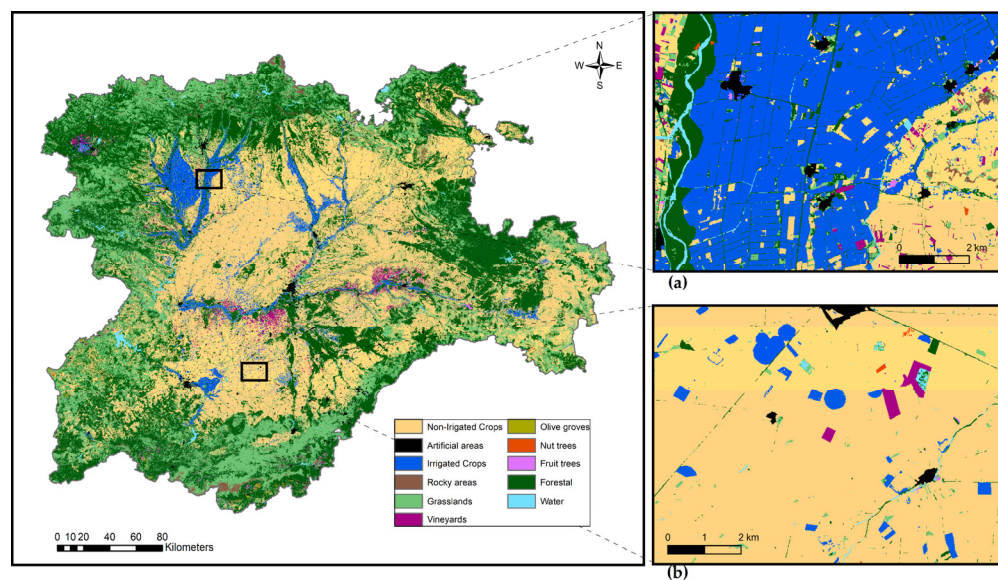 N
W E
S
Non-Irigated Crops
Artificial areas
Irrigated Crops
Rocky areas
Grasslands
Vineyards
Olive groves
Nut trees
Fruit trees
Forestal
Water
0 10 20 40 60 80
Kilometers
0 2 km
(a)
0 1 2 km
(b)